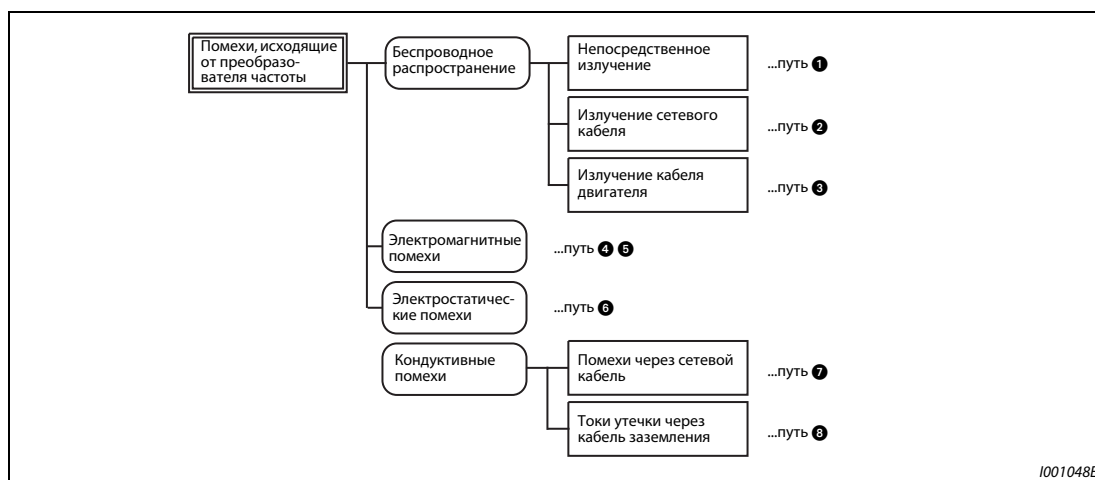 Помехи, исходящие
от преобразо-
вателя частоты
Беспроводное
распространение
Непосредственное
излучение
...путь ❶
Излучение сетевого
кабеля
...путь ❷
Излучение кабеля
двигателя
...путь ❸
Электромагнитные
помехи
...путь ❹ ❺
Электростатичес-
кие помехи
...путь ❻
Кондуктивные
помехи
Помехи через сетевой
кабель
...путь ❼
Токи утечки через
кабель заземления
...путь ❽
I001048E